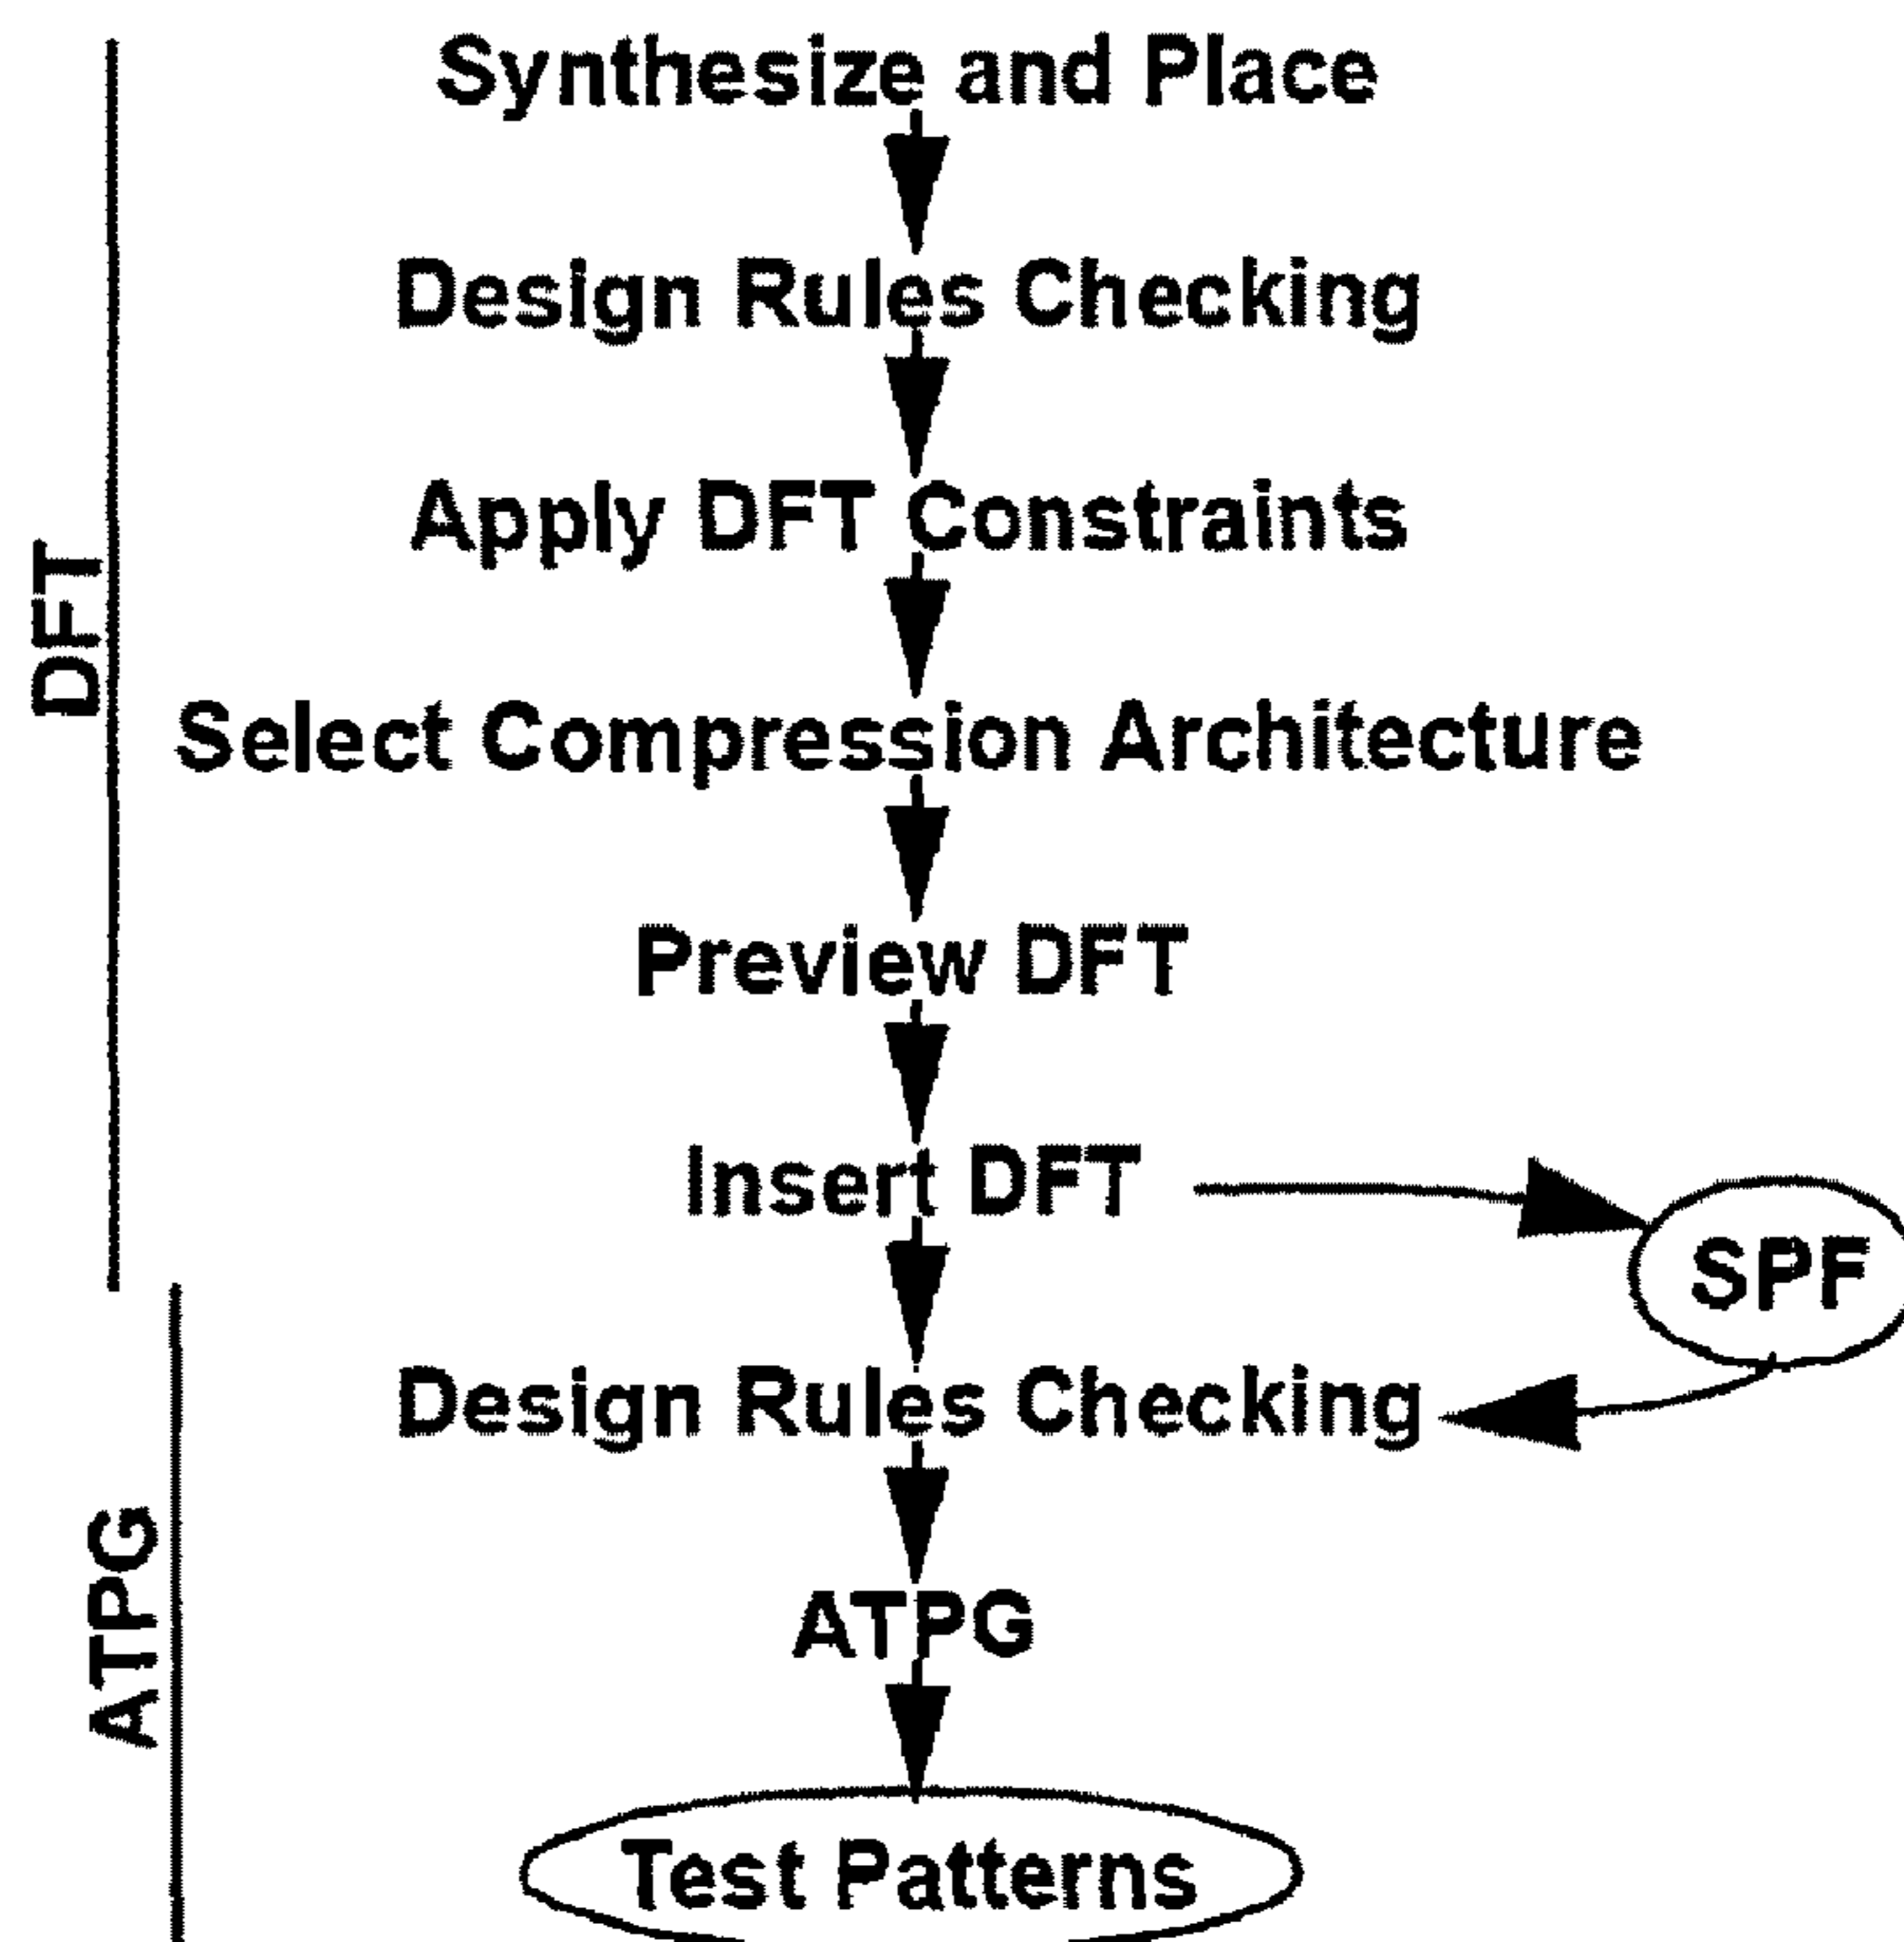 Synthesize and Place
Design Rules Checking
Apply DFT Constraints
DFT
Select Compression Architecture
Preview DFT
Insert DFT
SPF
Design Rules Checking
ATPG
ATPG
Test Patterns